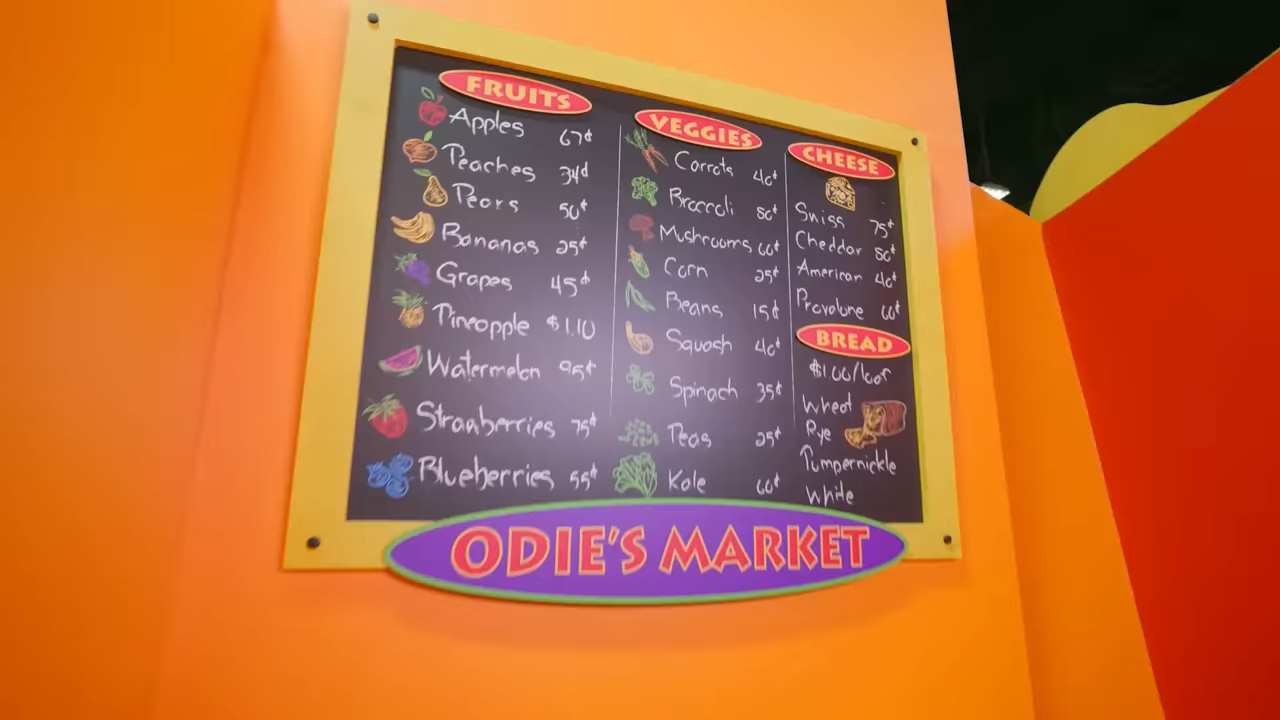 FRUITS
Apples 67¢
Peaches 34¢
Pears 50¢
Bananas 25¢
Grapes 45¢
Pineapple $1.10
Watermelon 95¢
Strawberries 75¢
Blueberries 55¢
VEGGIES
Carrots 40¢
Broccoli 80¢
Mushrooms 60¢
Corn 25¢
Beans 15¢
Squash 40¢
Spinach 35¢
Peas 25¢
Kale 60¢
CHEESE
Swiss 75¢
Cheddar 80¢
American 40¢
Provolone 60¢
BREAD
$1.00/loaf
Wheat
Rye
Pumpernickle
White
ODIE'S MARKET